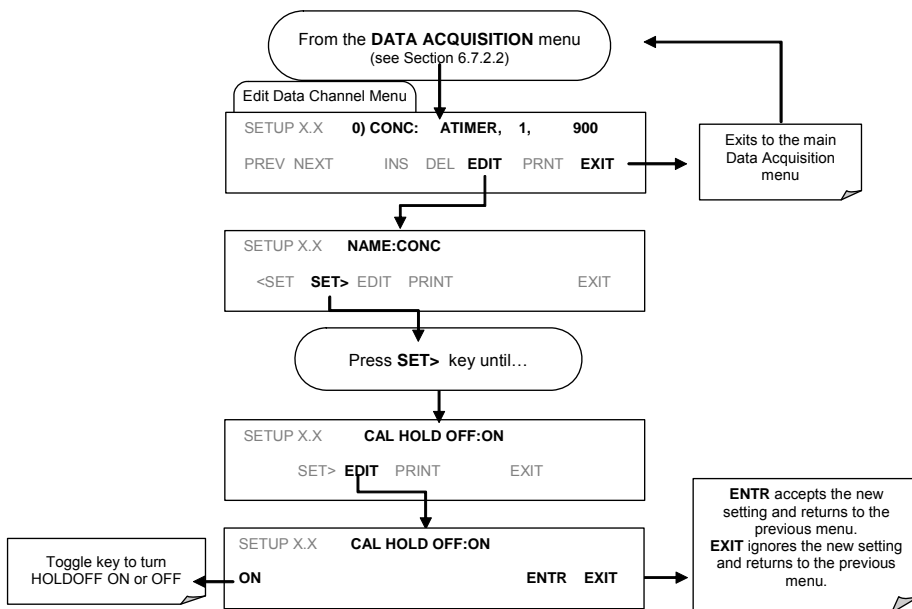 From the DATA ACQUISITION menu
(see Section 6.7.2.2)
Edit Data Channel Menu
SETUP X.X 0) CONC: ATIMER, 1, 900
PREV NEXT INS DEL EDIT PRNT EXIT
Exits to the main
Data Acquisition
menu
SETUP X.X NAME:CONC
<SET SET> EDIT PRINT EXIT
Press SET> key until…
SETUP X.X CAL HOLD OFF:ON
SET> EDIT PRINT EXIT
SETUP X.X CAL HOLD OFF:ON
ON ENTR EXIT
Toggle key to turn
HOLDOFF ON or OFF
ENTR accepts the new
setting and returns to the
previous menu.
EXIT ignores the new setting
and returns to the previous
menu.